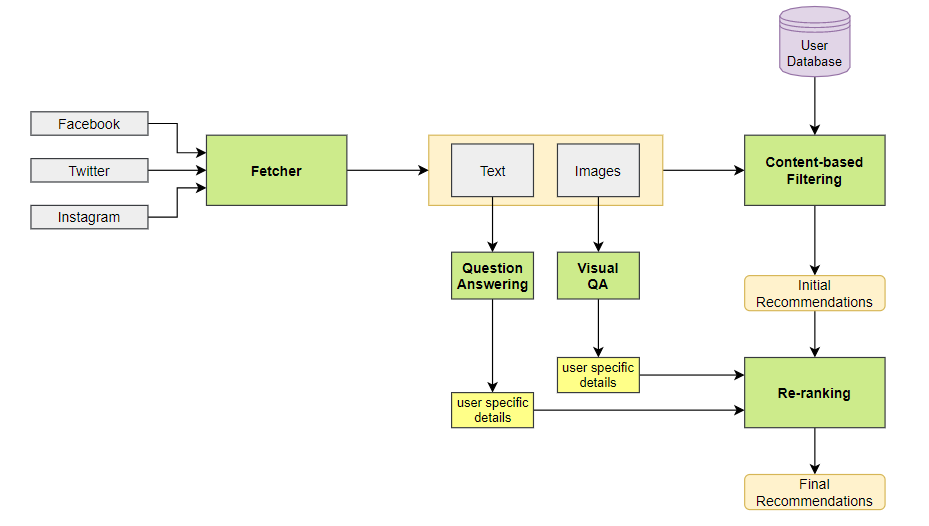 User
Database
Facebook
Twitter
Instagram
Fetcher
Text
Images
Content-based
Filtering
Question
Answering
Visual
QA
Initial
Recommendations
user specific
details
user specific
details
Re-ranking
Final
Recommendations